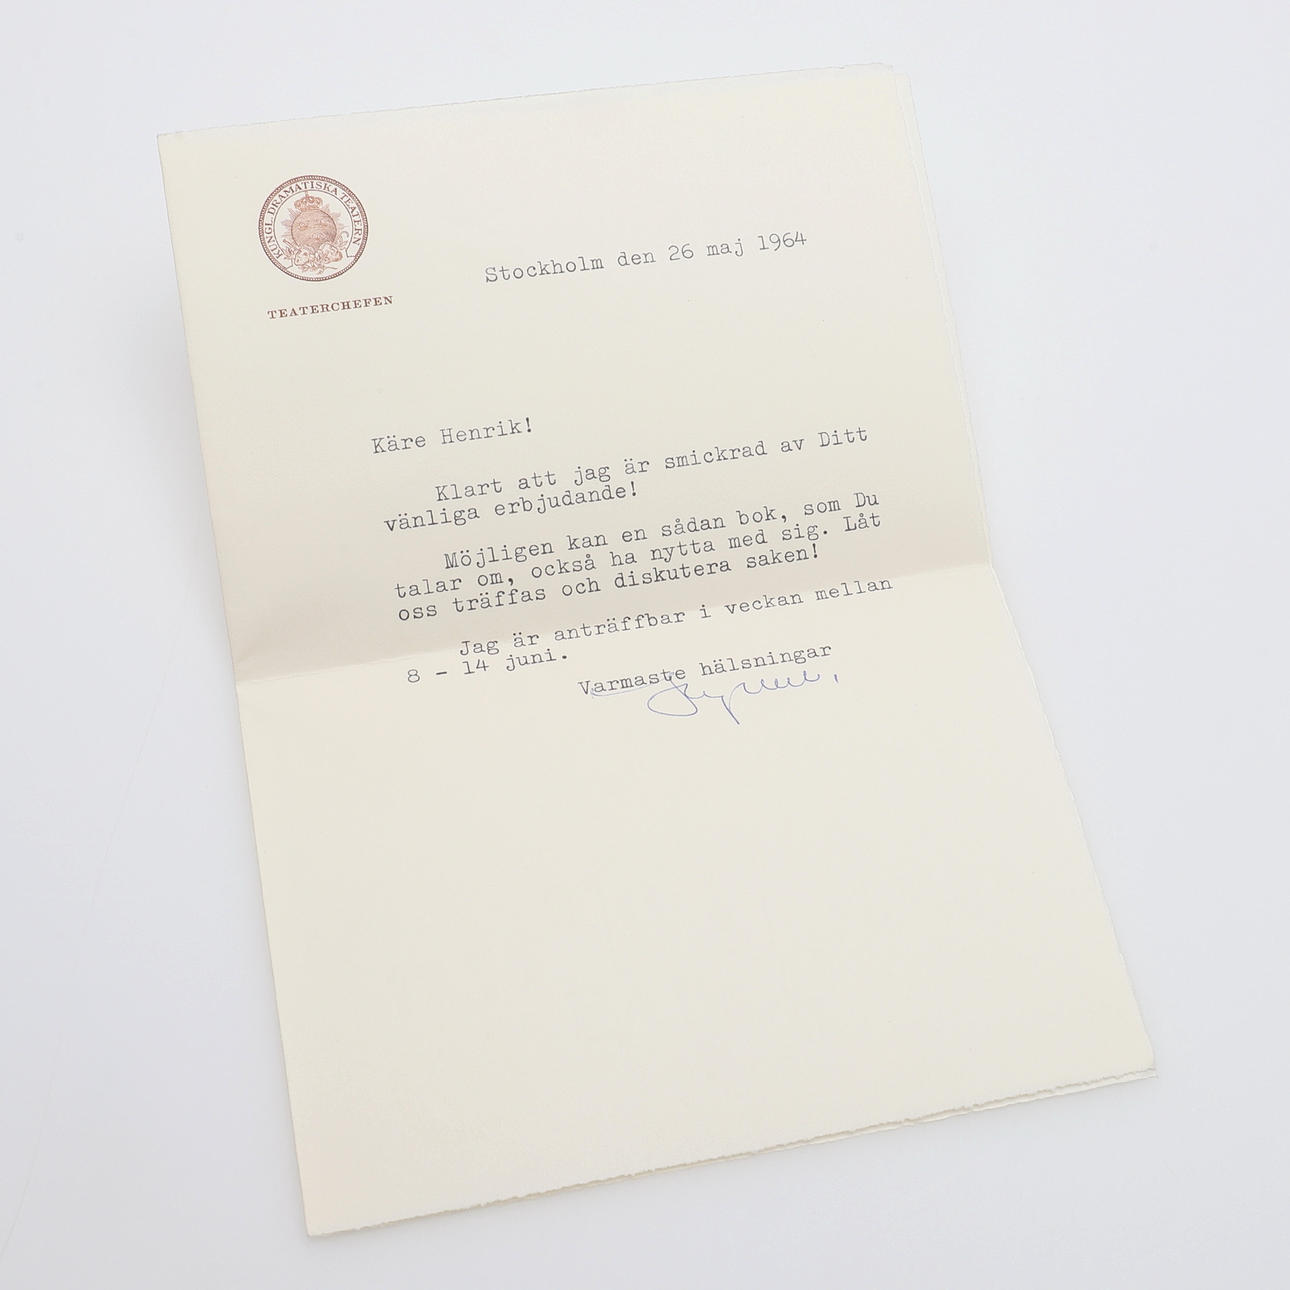 KUNGL. DRAMATISKA TEATERN
TEATERCHEFEN
Stockholm den 26 maj 1964
Käre Henrik!
Klart att jag är smickrad av Ditt
vänliga erbjudande!
Möjligen kan en sådan bok, som Du
talar om, också ha nytta med sig. Låt
oss träffas och diskutera saken!
Jag är anträffbar i veckan mellan
8 - 14 juni.
Varmaste hälsningar